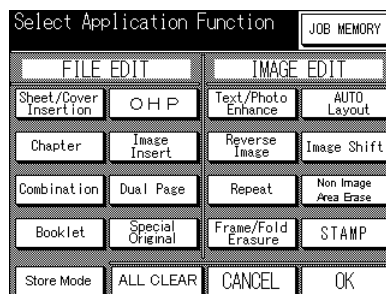 Select Application Function
JOB MEMORY
FILE EDIT
IMAGE EDIT
Sheet/Cover
Insertion
OHP
Text/Photo
Enhance
AUTO
Layout
Chapter
Image
Insert
Reverse
Image
Image Shift
Combination
Dual Page
Repeat
Non Image
Area Erase
Booklet
Special
Original
Frame/Fold
Erasure
STAMP
Store Mode
ALL CLEAR
CANCEL
OK